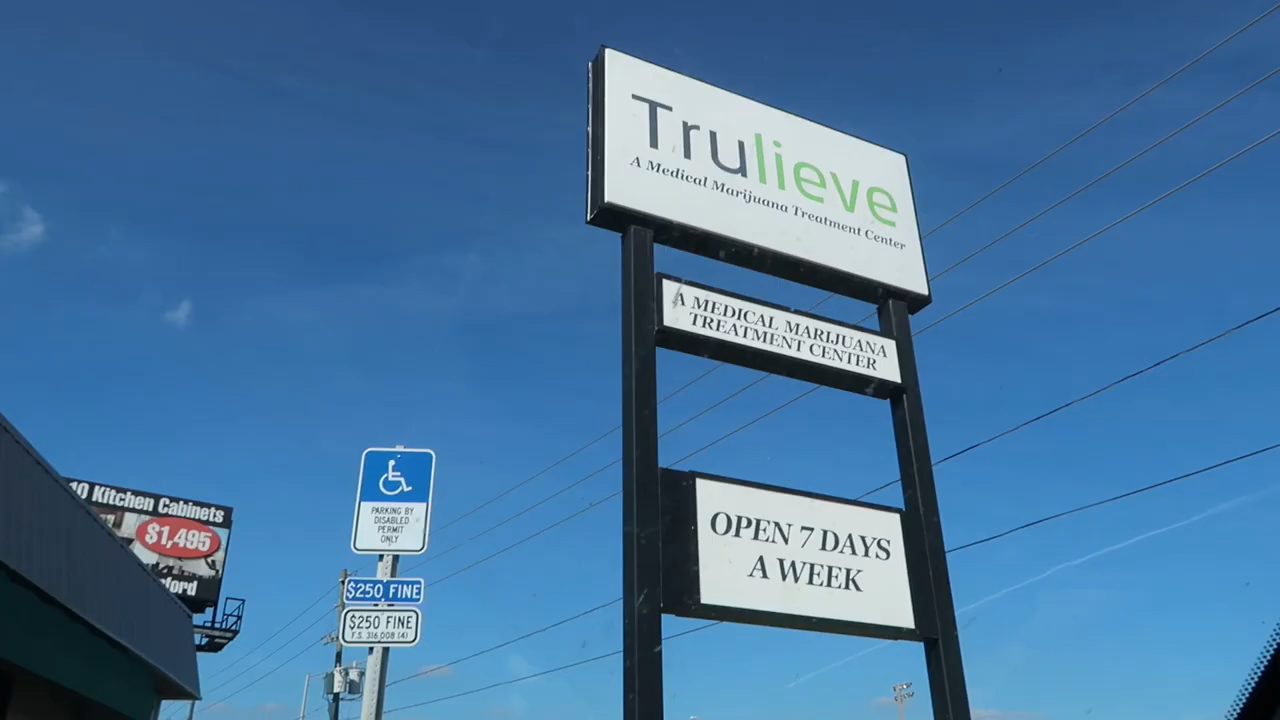 Trulieve
A Medical Marijuana Treatment Center
A MEDICAL MARIJUANA
TREATMENT CENTER
OPEN 7 DAYS
A WEEK
PARKING BY
DISABLED
PERMIT
ONLY
$250 FINE
$250 FINE
F.S. 316.008 (4)
10 Kitchen Cabinets
$1,495